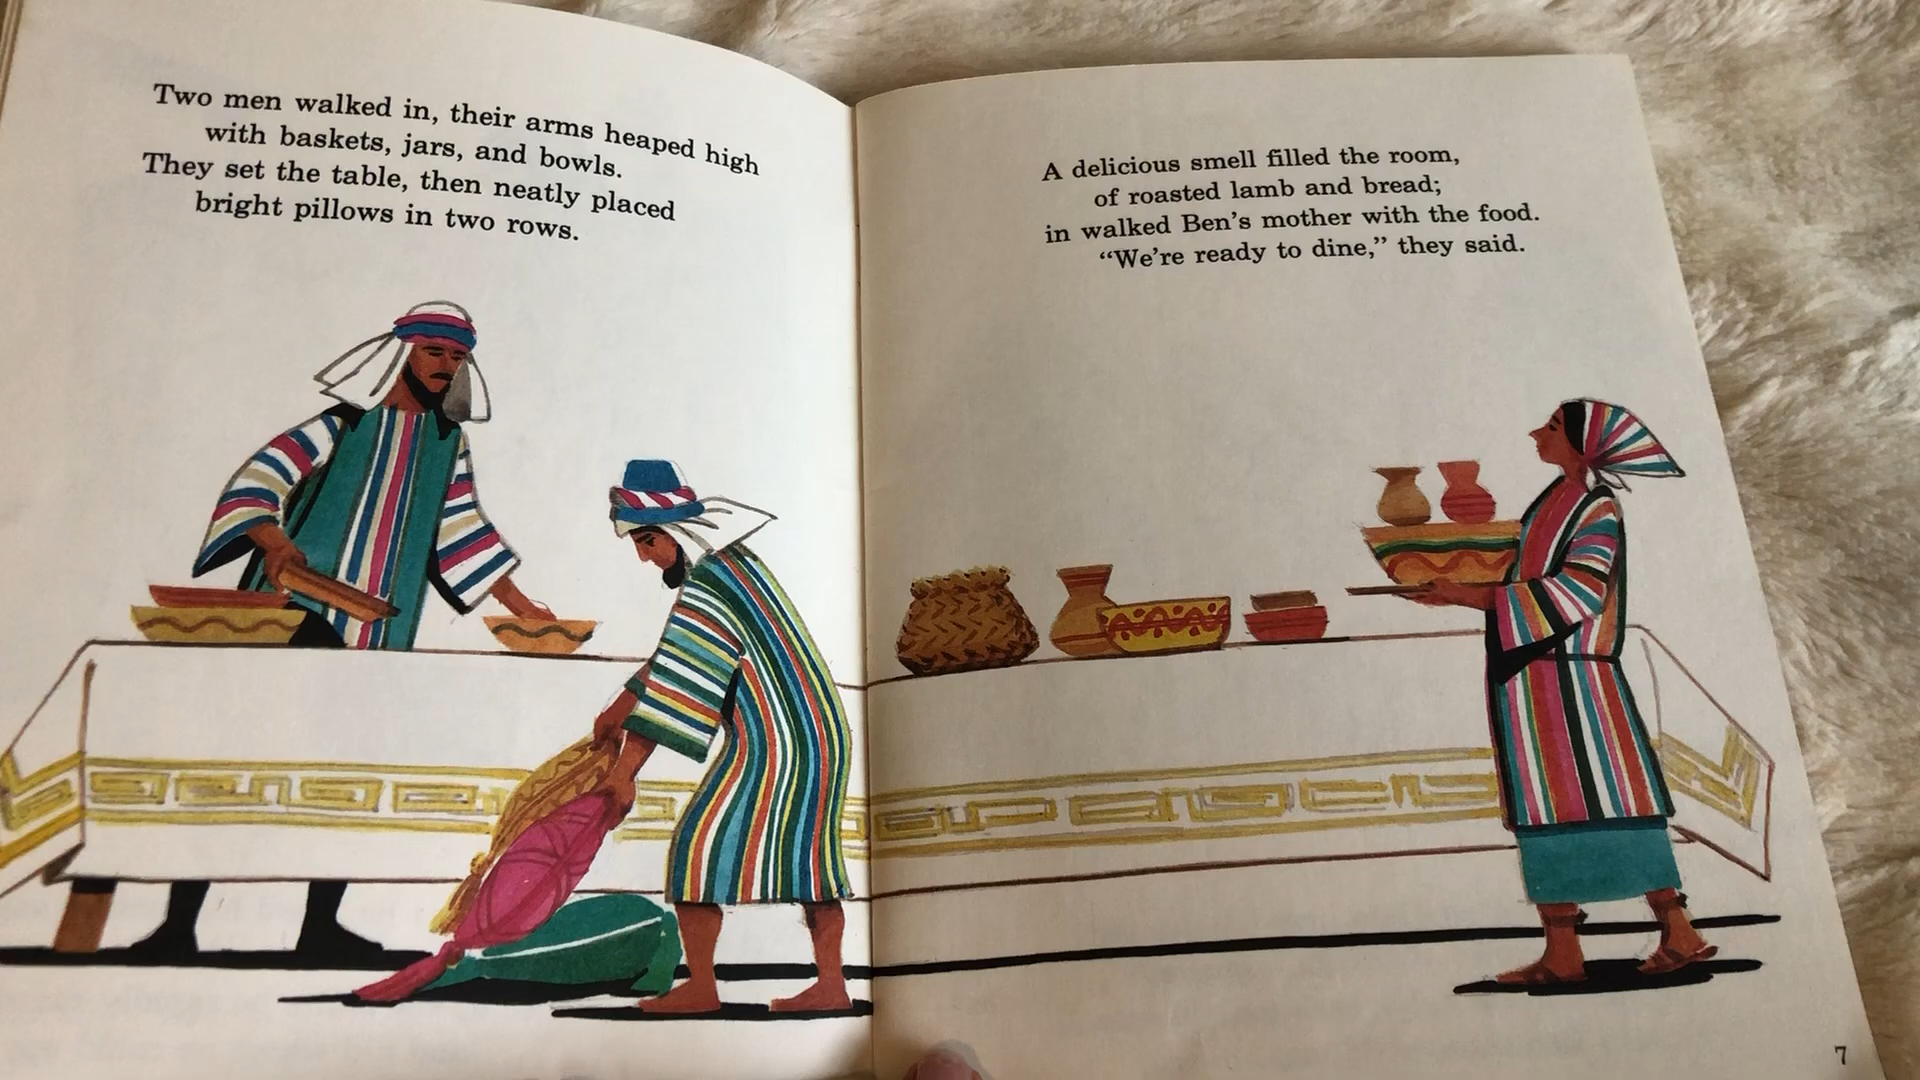 Two men walked in, their arms heaped high
with baskets, jars, and bowls.
They set the table, then neatly placed
bright pillows in two rows.
A delicious smell filled the room,
of roasted lamb and bread;
in walked Ben's mother with the food.
“We're ready to dine,” they said.
7